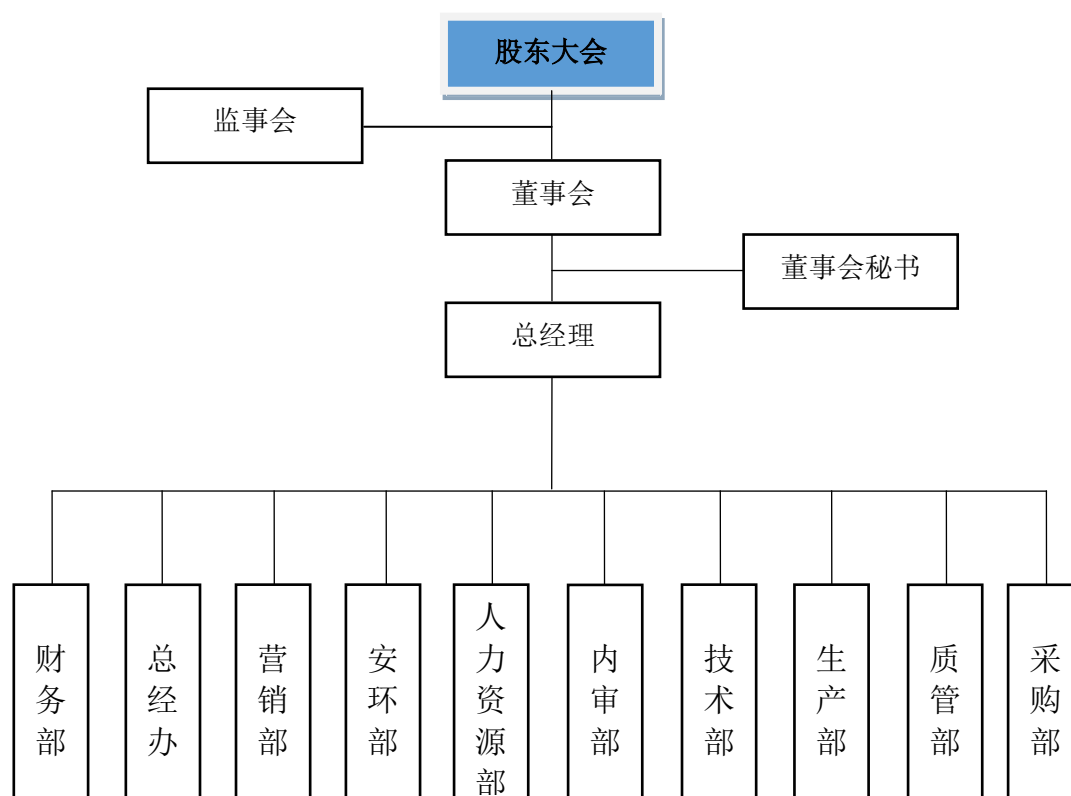 股东大会
监事会
董事会
董事会秘书
总经理
财务部
总经办
营销部
安环部
人力资源部
内审部
技术部
生产部
质管部
采购部